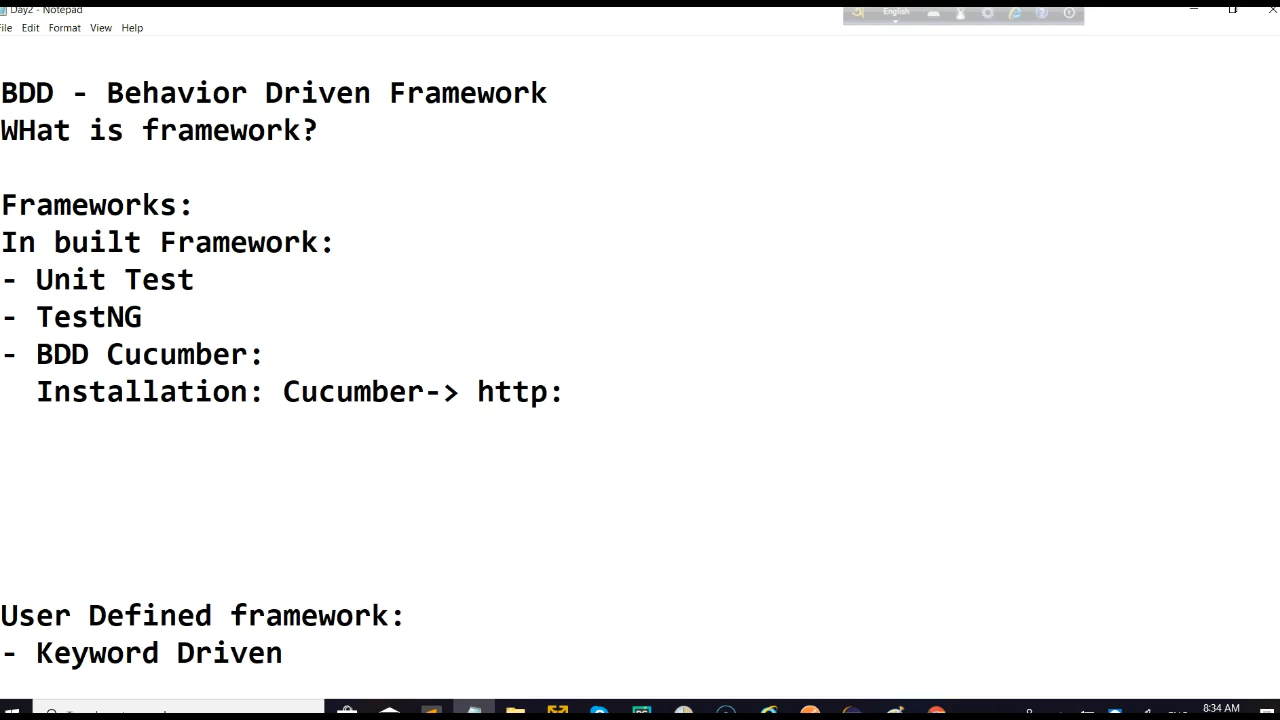 Day2 - Notepad
English
File Edit Format View Help
BDD - Behavior Driven Framework
WHat is framework?
Frameworks:
In built Framework:
- Unit Test
- TestNG
- BDD Cucumber:
Installation: Cucumber-> http:
User Defined framework:
- Keyword Driven
8:34 AM